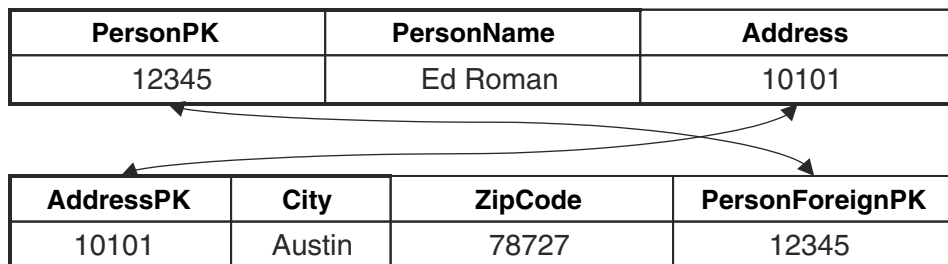 PersonPK PersonName Address
12345 Ed Roman 10101
AddressPK City ZipCode PersonForeignPK
10101 Austin 78727 12345